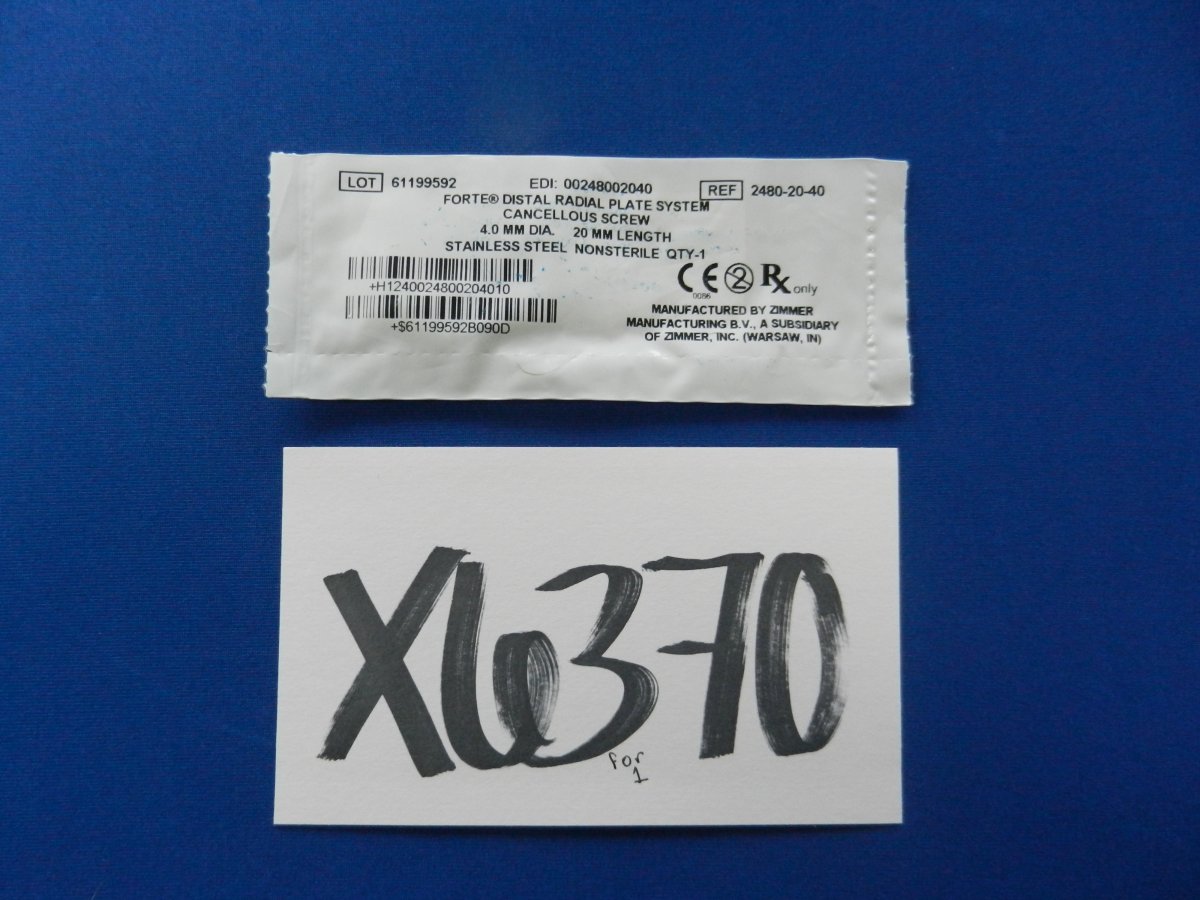 LOT 61199592 EDI: 00248002040 REF 2480-20-40
FORTE® DISTAL RADIAL PLATE SYSTEM
CANCELLOUS SCREW
4.0 MM DIA. 20 MM LENGTH
STAINLESS STEEL NONSTERILE QTY-1
+H1240024800204010
+$61199592B090D
CE 2 Rx only
0086
MANUFACTURED BY ZIMMER
MANUFACTURING B.V., A SUBSIDIARY
OF ZIMMER, INC. (WARSAW, IN)
X6370
for
1